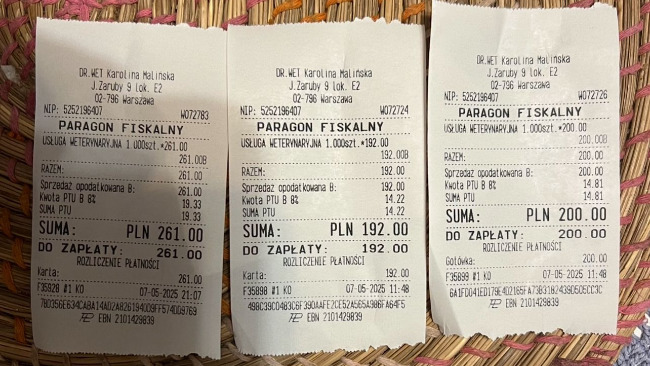 DR.WET Karolina Malińska
J.Zaruby 9 lok. E2
02-796 Warszawa
NIP: 5252196407 W072783
PARAGON FISKALNY
USŁUGA WETERYNARYJNA 1.000szt.*261.00
261.00B
RAZEM: 261.00
Sprzedaż opodatkowana B: 261.00
Kwota PTU B 8% 19.33
SUMA PTU 19.33
SUMA: PLN 261.00
DO ZAPŁATY: 261.00
ROZLICZENIE PŁATNOŚCI
Karta: 261.00
F35928 #1 KO 07-05-2025 21:07
EBN 2101429839
DR.WET Karolina Malińska
J.Zaruby 9 lok. E2
02-796 Warszawa
NIP: 5252196407 W072724
PARAGON FISKALNY
USŁUGA WETERYNARYJNA 1.000szt.*192.00
192.00B
RAZEM: 192.00
Sprzedaż opodatkowana B: 192.00
Kwota PTU B 8% 14.22
SUMA PTU 14.22
SUMA: PLN 192.00
DO ZAPŁATY: 192.00
ROZLICZENIE PŁATNOŚCI
Karta: 192.00
F35898 #1 KO 07-05-2025 11:48
EBN 2101429839
DR.WET Karolina Malińska
J.Zaruby 9 lok. E2
02-796 Warszawa
NIP: 5252196407 W072726
PARAGON FISKALNY
USŁUGA WETERYNARYJNA 1.000szt.*200.00
200.00B
RAZEM: 200.00
Sprzedaż opodatkowana B: 200.00
Kwota PTU B 8% 14.81
SUMA PTU 14.81
SUMA: PLN 200.00
DO ZAPŁATY: 200.00
ROZLICZENIE PŁATNOŚCI
Gotówka: 200.00
F35899 #1 KO 07-05-2025 11:48
EBN 2101429839